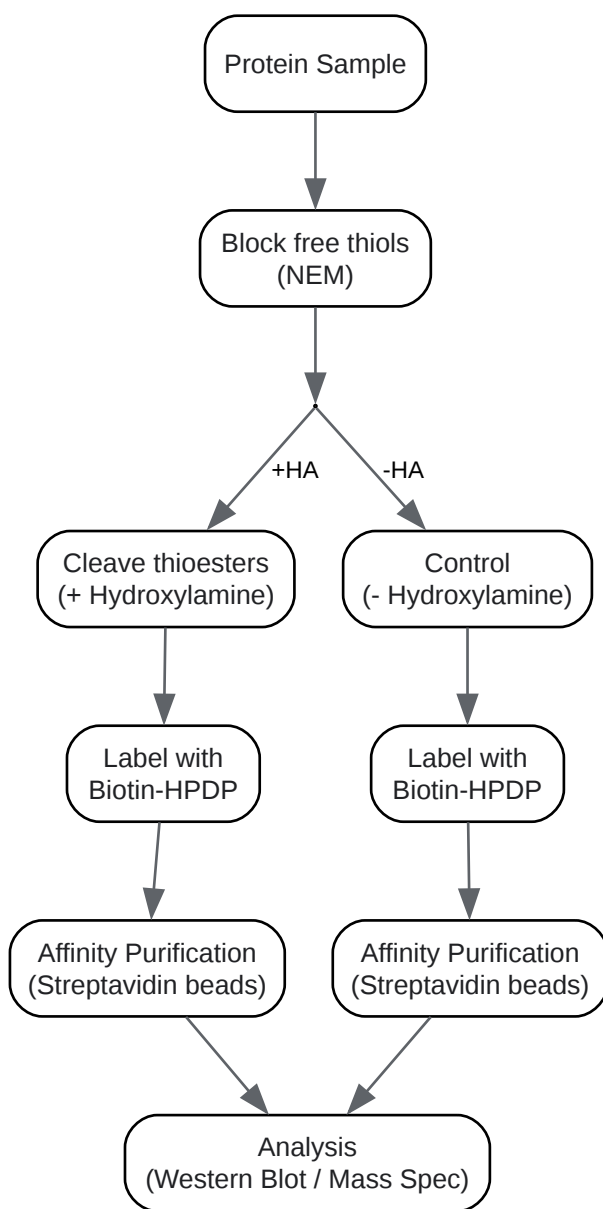 Protein Sample
Block free thiols
(NEM)
+HA
-HA
Cleave thioesters
(+ Hydroxylamine)
Control
(- Hydroxylamine)
Label with
Biotin-HPDP
Label with
Biotin-HPDP
Affinity Purification
(Streptavidin beads)
Affinity Purification
(Streptavidin beads)
Analysis
(Western Blot / Mass Spec)